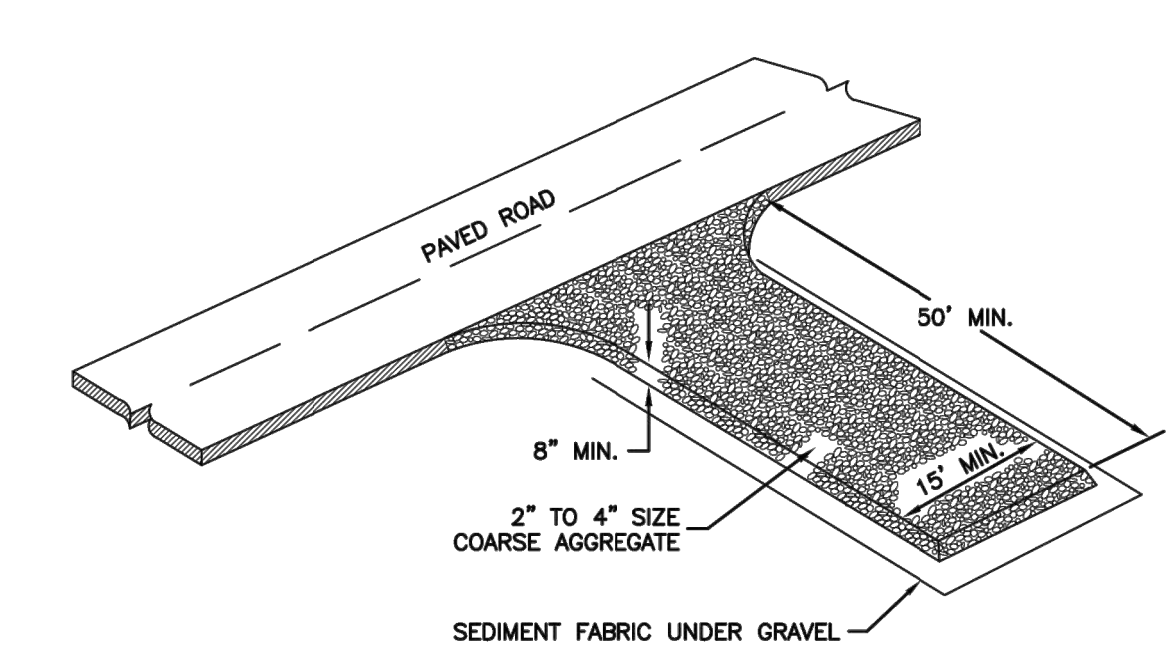 PAVED ROAD
50' MIN.
8" MIN.
15' MIN.
2" TO 4" SIZE
COARSE AGGREGATE
SEDIMENT FABRIC UNDER GRAVEL